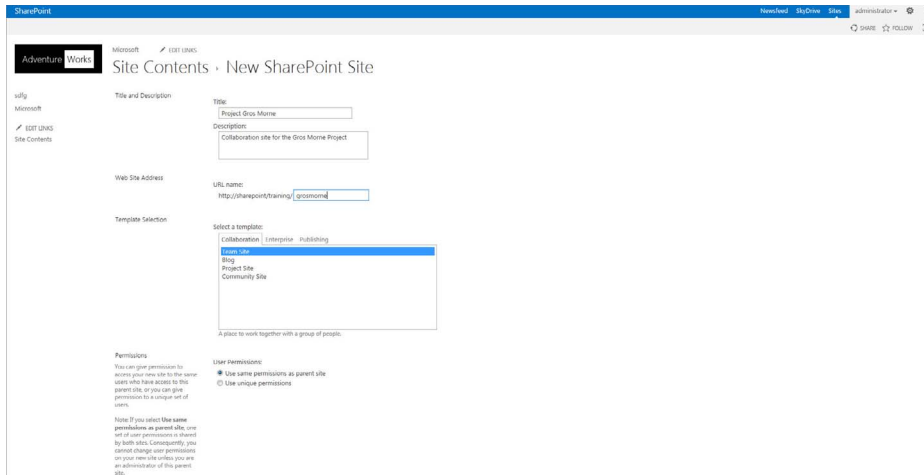 SharePoint
Newsfeed SkyDrive Sites administrator
SHARE FOLLOW
Adventure Works
Microsoft EDIT LINKS
Site Contents New SharePoint Site
sdfg
Microsoft
EDIT LINKS
Site Contents
Title and Description
Title:
Project Gros Morne
Description:
Collaboration site for the Gros Morne Project
Web Site Address
URL name:
http://sharepoint/training/ grosmorne
Template Selection
Select a template:
Collaboration Enterprise Publishing
Team Site
Blog
Project Site
Community Site
A place to work together with a group of people.
Permissions
You can give permission to
access your new site to the same
users who have access to this
parent site, or you can give
permission to a unique set of
users.
Note: If you select Use same
permissions as parent site, one
set of user permissions is shared
by both sites. Consequently, you
cannot change user permissions
on your new site unless you are
an administrator of this parent
site.
User Permissions:
Use same permissions as parent site
Use unique permissions